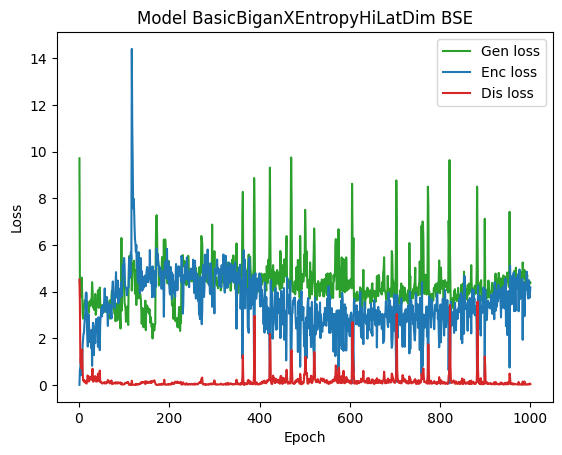 Model BasicBiganXEntropyHiLatDim BSE
Gen loss
Enc loss
Dis loss
Loss
14
12
10
8
6
4
2
0
0 200 400 600 800 1000
Epoch